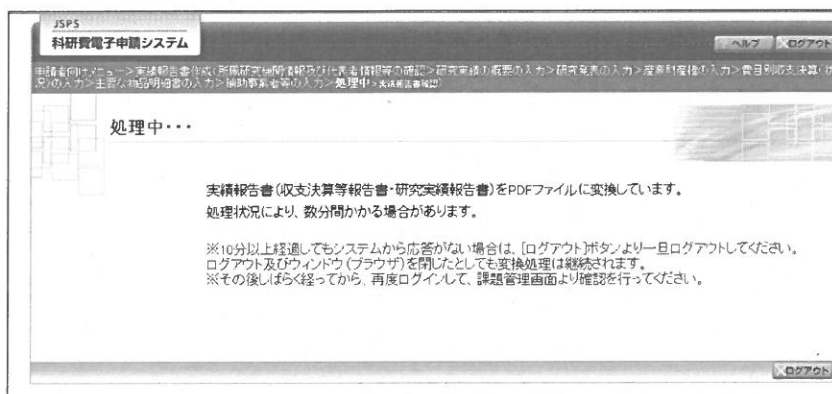 JSPS
科研費電子申請システム
ヘルプ ログアウト
申請者向けメニュー>実績報告書作成(所属研究機関情報及び代表者情報等の確認>研究実績の概要の入力>研究発表の入力>産業財産権の入力>費目別収支決算(状
況)の入力>主要な物品明細書の入力>補助事業者等の入力>処理中>実績報告書確認)
処理中・・・
実績報告書(収支決算等報告書・研究実績報告書)をPDFファイルに変換しています。
処理状況により、数分間かかる場合があります。
※10分以上経過してもシステムから応答がない場合は、[ログアウト]ボタンより一旦ログアウトしてください。
ログアウト及びウィンドウ(ブラウザ)を閉じたとしても変換処理は継続されます。
※その後しばらく経ってから、再度ログインして、課題管理画面より確認を行ってください。
ログアウト